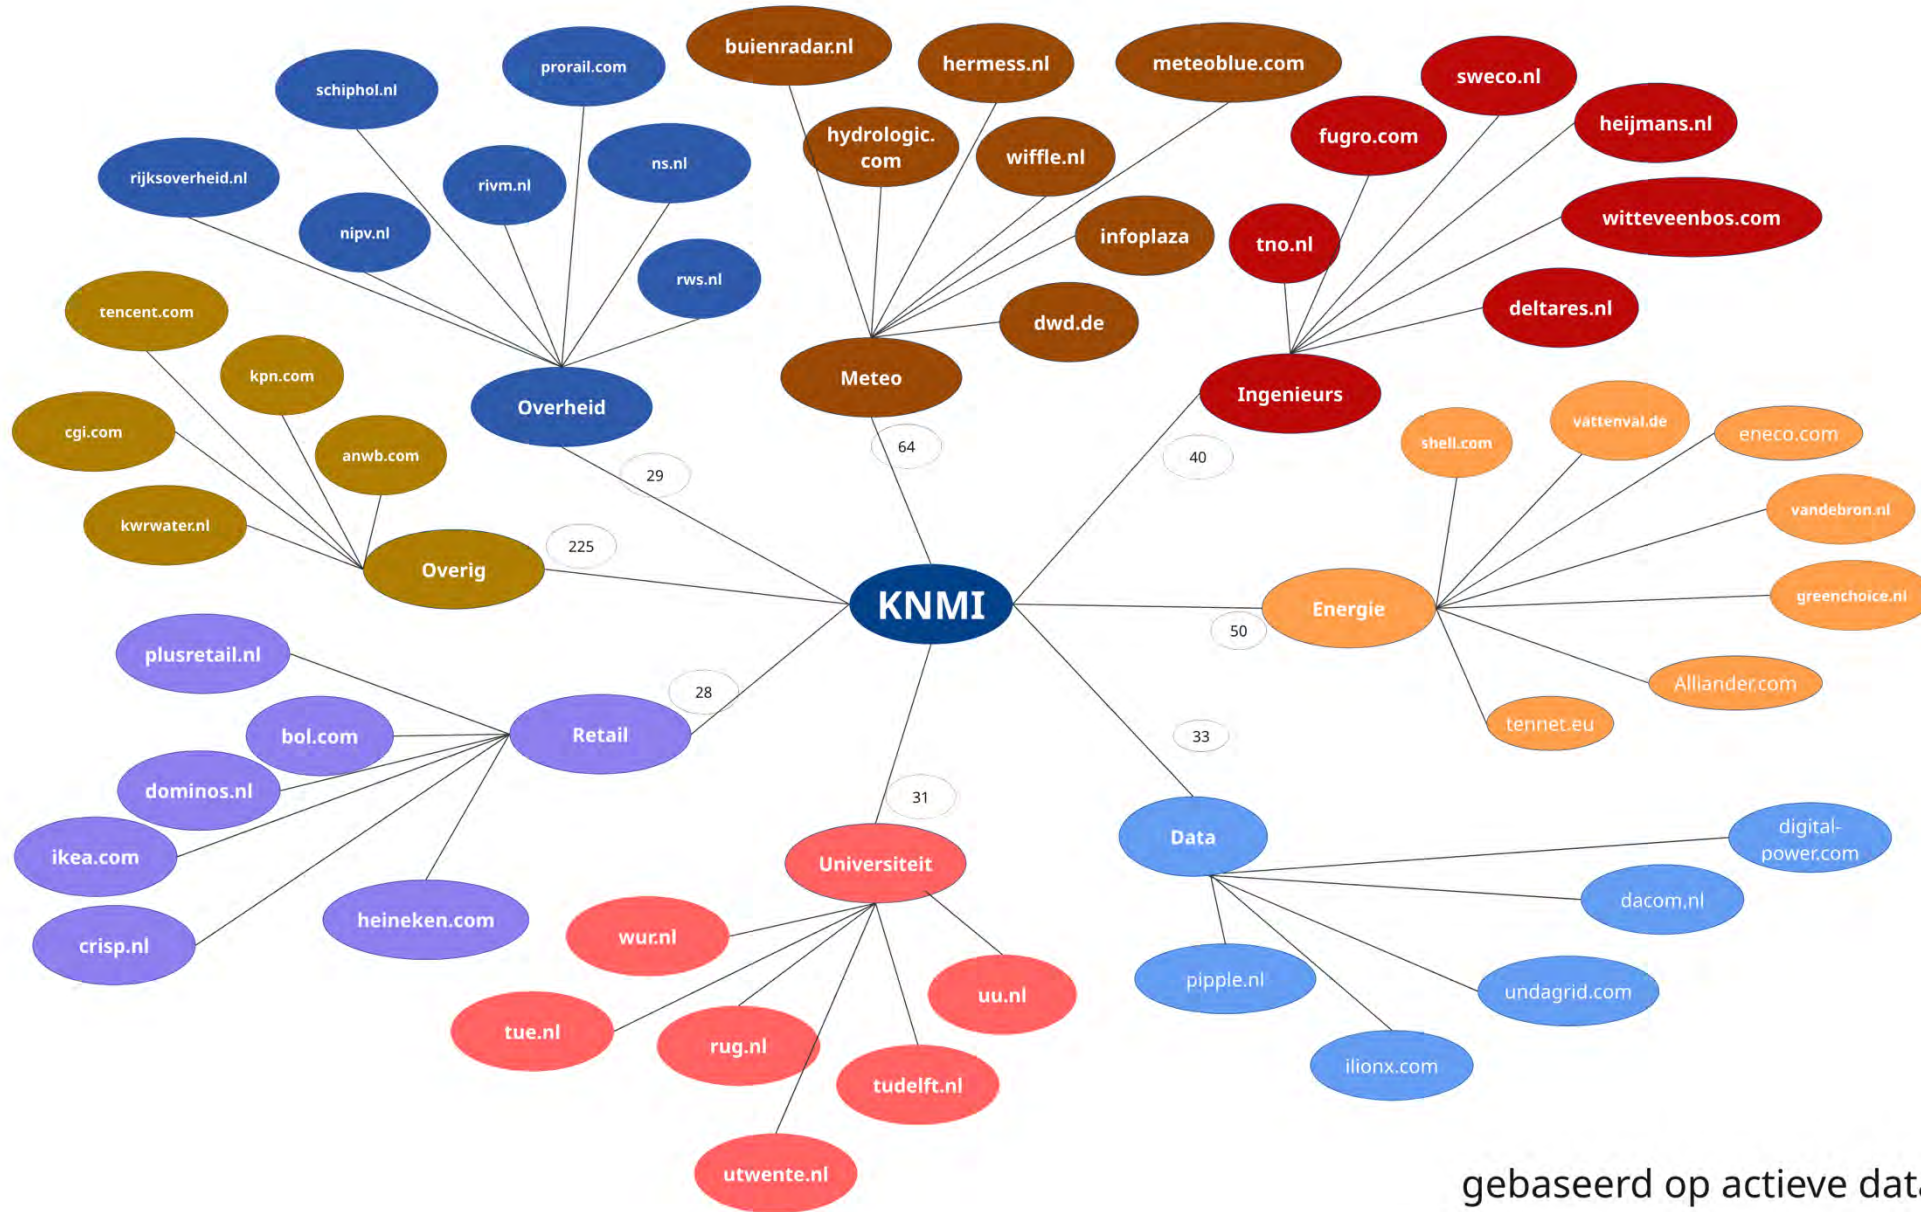 buienradar.nl
hermess.nl
meteoblue.com
prorail.com
schiphol.nl
sweco.nl
heijmans.nl
fugro.com
hydrologic.
com
wiffle.nl
ns.nl
rivm.nl
rijksoverheid.nl
nipv.nl
witteveenbos.com
infoplaza
tno.nl
rws.nl
tencent.com
dwd.de
deltares.nl
kpn.com
Meteo
Ingenieurs
Overheid
cgi.com
anwb.com
shell.com
vattenval.de
eneco.com
64
40
29
kwrwater.nl
vandebron.nl
225
Overig
KNMI
Energie
greenchoice.nl
50
plusretail.nl
28
Alliander.com
bol.com
Retail
33
tennet.eu
dominos.nl
31
ikea.com
Universiteit
Data
digital-
power.com
dacom.nl
heineken.com
crisp.nl
wur.nl
pipple.nl
undagrid.com
uu.nl
tue.nl
rug.nl
tudelft.nl
ilionx.com
utwente.nl
gebaseerd op actieve data